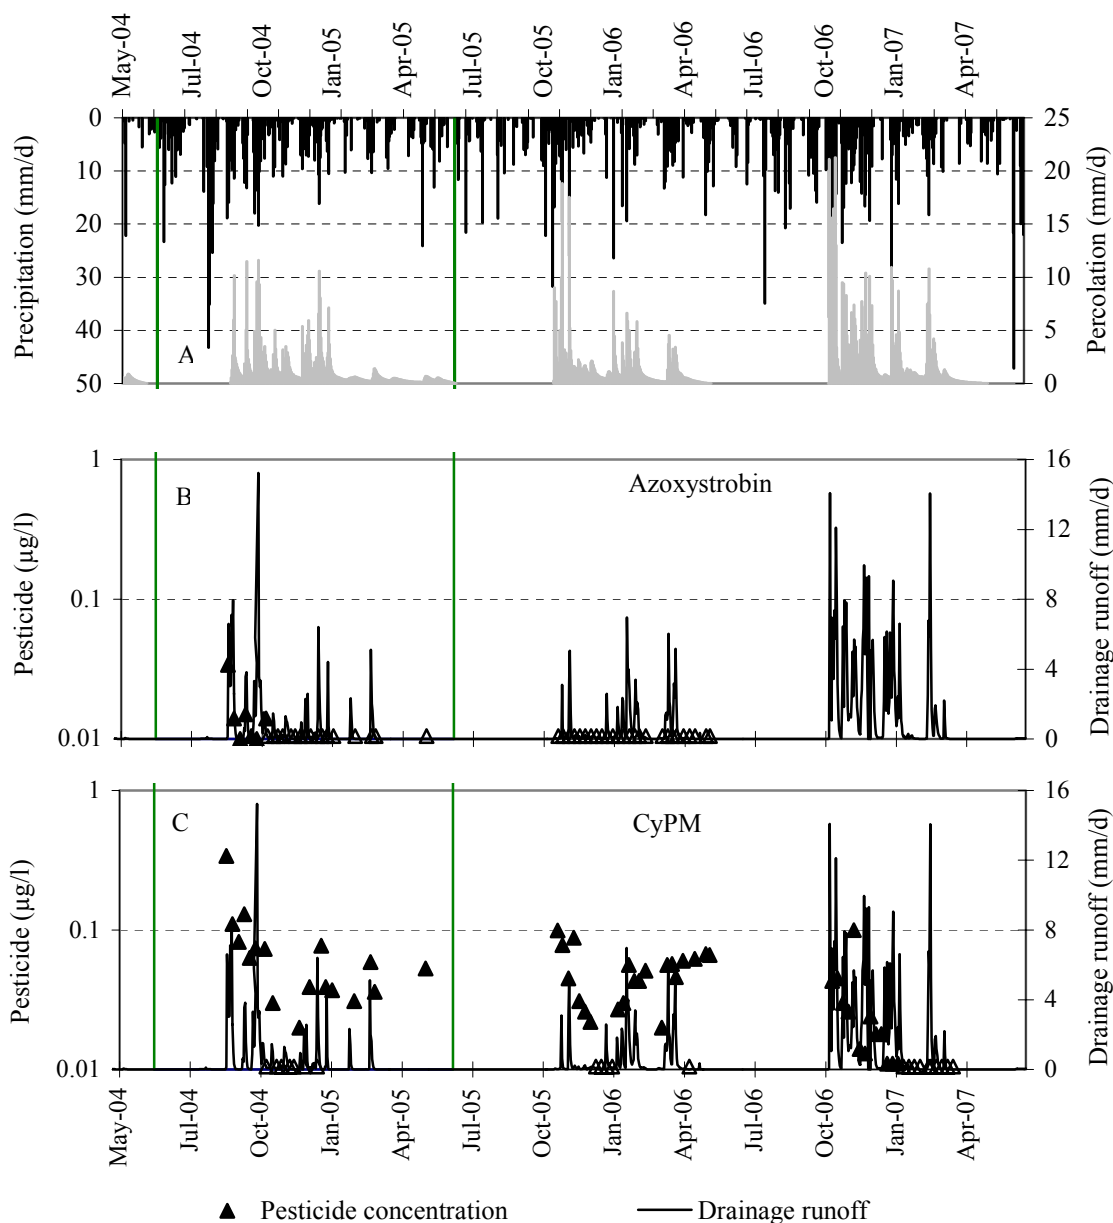 May-04 Jul-04 Oct-04 Jan-05 Apr-05 Jul-05 Oct-05 Jan-06 Apr-06 Jul-06 Oct-06 Jan-07 Apr-07
Precipitation (mm/d)
0
10
20
30
40
50
A
25
20
15
10
5
0
Percolation (mm/d)
Pesticide (µg/l)
1
0.1
0.01
B
Azoxystrobin
16
12
8
4
0
Drainage runoff (mm/d)
Pesticide (µg/l)
1
0.1
0.01
C
CyPM
16
12
8
4
0
Drainage runoff (mm/d)
May-04 Jul-04 Oct-04 Jan-05 Apr-05 Jul-05 Oct-05 Jan-06 Apr-06 Jul-06 Oct-06 Jan-07 Apr-07
Pesticide concentration Drainage runoff